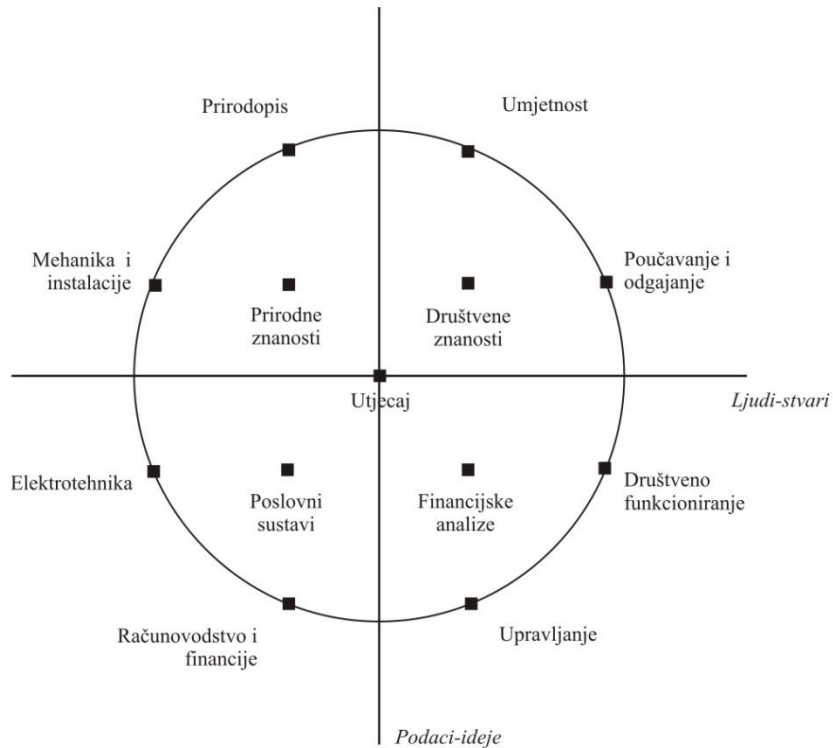 Prirodopis
Umjetnost
Mehanika i
instalacije
Poučavanje i
odgajanje
Prirodne
znanosti
Društvene
znanosti
Utjecaj
Ljudi-stvari
Elektrotehnika
Poslovni
sustavi
Financijske
analize
Društveno
funkcioniranje
Računovodstvo i
financije
Upravljanje
Podaci-ideje